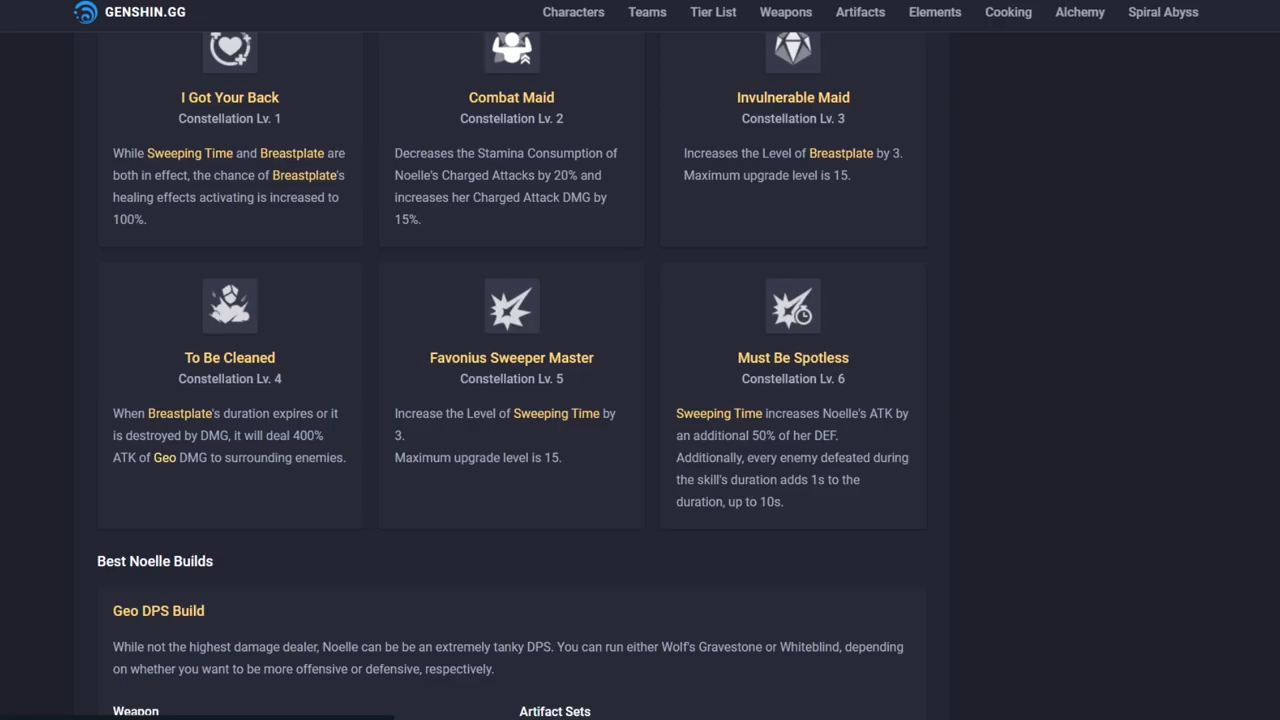 GENSHIN.GG
Characters Teams Tier List Weapons Artifacts Elements Cooking Alchemy Spiral Abyss
I Got Your Back
Constellation Lv. 1
While Sweeping Time and Breastplate are
both in effect, the chance of Breastplate's
healing effects activating is increased to
100%.
Combat Maid
Constellation Lv. 2
Decreases the Stamina Consumption of
Noelle's Charged Attacks by 20% and
increases her Charged Attack DMG by
15%.
Invulnerable Maid
Constellation Lv. 3
Increases the Level of Breastplate by 3.
Maximum upgrade level is 15.
To Be Cleaned
Constellation Lv. 4
When Breastplate's duration expires or it
is destroyed by DMG, it will deal 400%
ATK of Geo DMG to surrounding enemies.
Favonius Sweeper Master
Constellation Lv. 5
Increase the Level of Sweeping Time by
3.
Maximum upgrade level is 15.
Must Be Spotless
Constellation Lv. 6
Sweeping Time increases Noelle's ATK by
an additional 50% of her DEF.
Additionally, every enemy defeated during
the skill's duration adds 1s to the
duration, up to 10s.
Best Noelle Builds
Geo DPS Build
While not the highest damage dealer, Noelle can be be an extremely tanky DPS. You can run either Wolf's Gravestone or Whiteblind, depending
on whether you want to be more offensive or defensive, respectively.
Weapon
Artifact Sets